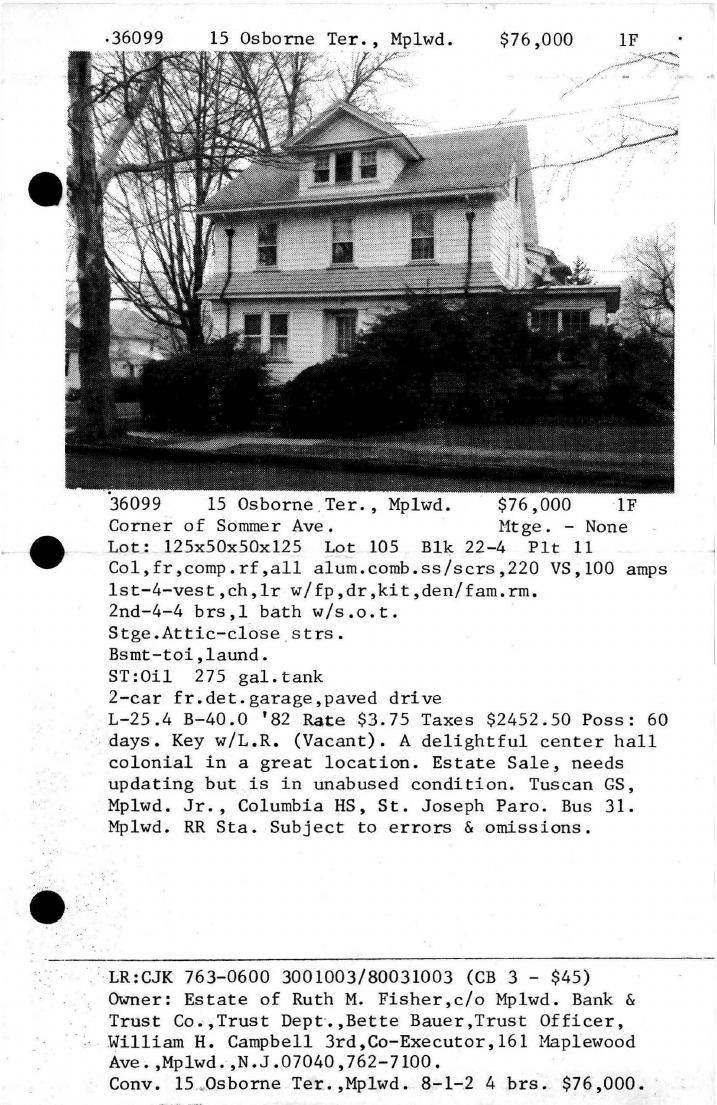 36099 15 Osborne Ter., Mplwd. $76,000 1F
36099 15 Osborne Ter., Mplwd. $76,000 1F
Corner of Sommer Ave. Mtge. - None
Lot: 125x50x50x125 Lot 105 Blk 22-4 Plt 11
Col,fr,comp.rf,all alum.comb.ss/scrs,220 VS,100 amps
1st-4-vest,ch,lr w/fp,dr,kit,den/fam.rm.
2nd-4-4 brs,1 bath w/s.o.t.
Stge.Attic-close strs.
Bsmt-toi,laund.
ST:Oil 275 gal.tank
2-car fr.det.garage,paved drive
L-25.4 B-40.0 '82 Rate $3.75 Taxes $2452.50 Poss: 60
days. Key w/L.R. (Vacant). A delightful center hall
colonial in a great location. Estate Sale, needs
updating but is in unabused condition. Tuscan GS,
Mplwd. Jr., Columbia HS, St. Joseph Paro. Bus 31.
Mplwd. RR Sta. Subject to errors & omissions.
LR:CJK 763-0600 3001003/80031003 (CB 3 - $45)
Owner: Estate of Ruth M. Fisher,c/o Mplwd. Bank &
Trust Co.,Trust Dept.,Bette Bauer,Trust Officer,
William H. Campbell 3rd,Co-Executor,161 Maplewood
Ave.,Mplwd.,N.J.07040,762-7100.
Conv. 15 Osborne Ter.,Mplwd. 8-1-2 4 brs. $76,000.